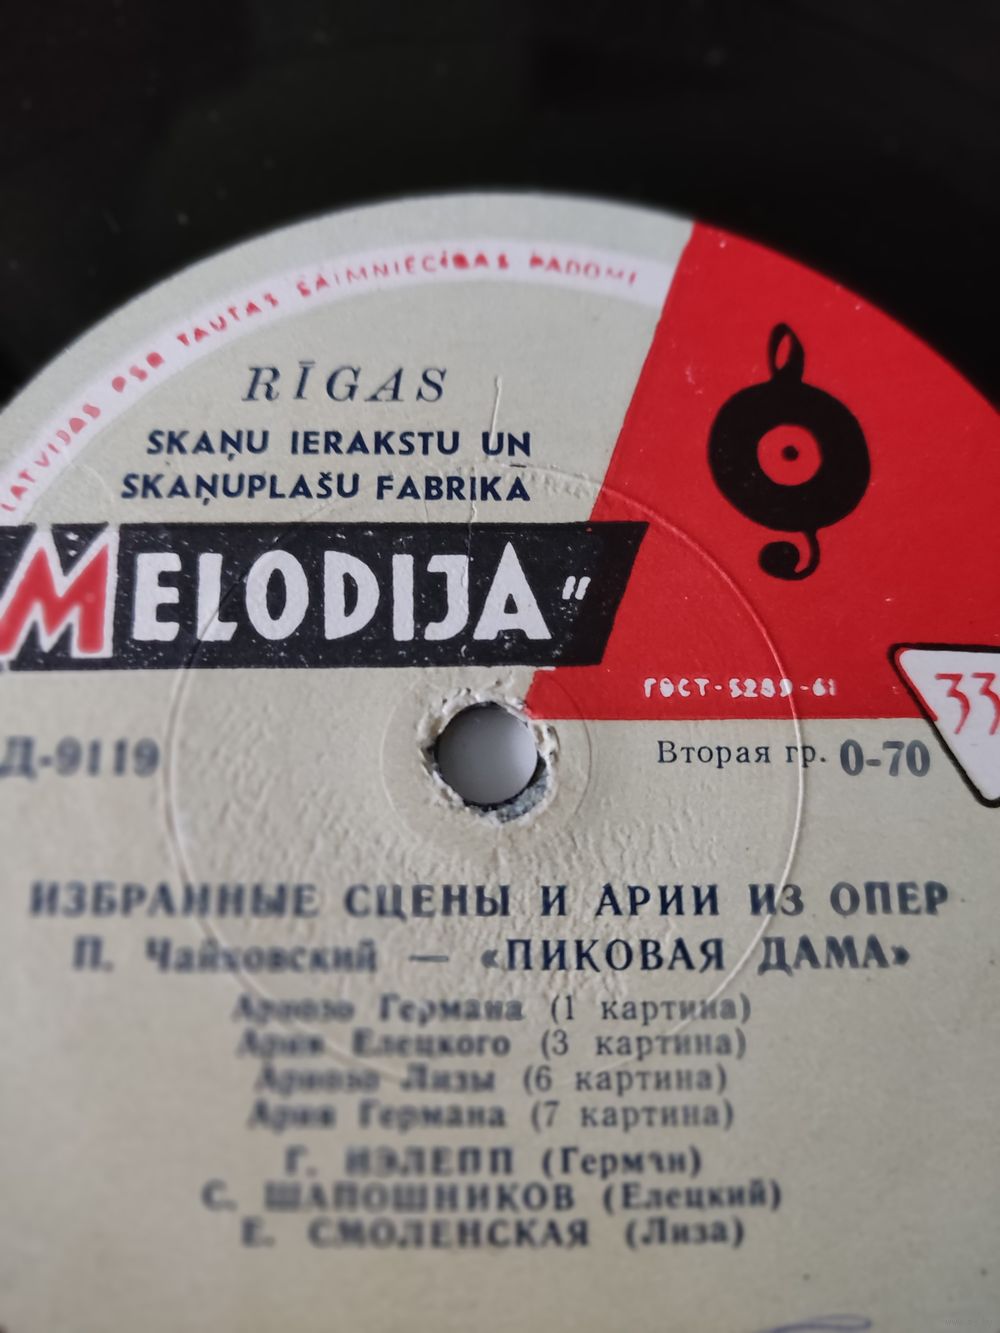 LATVIJAS PSR TAUTAS SAIMNIECĪBAS PADOME
RĪGAS
SKAŅU IERAKSTU UN
SKAŅUPLAŠU FABRIKA
MELODIJA“
ГОСТ-5289-61
33
Д-9119
Вторая гр. 0-70
ИЗБРАННЫЕ СЦЕНЫ И АРИИ ИЗ ОПЕР
П. Чайковский — «ПИКОВАЯ ДАМА»
Ариозо Германа (1 картина)
Ария Елецкого (3 картина)
Ариозо Лизы (6 картина)
Ария Германа (7 картина)
Г. НЭЛЕПП (Герман)
С. ШАПОШНИКОВ (Елецкий)
Е. СМОЛЕНСКАЯ (Лиза)